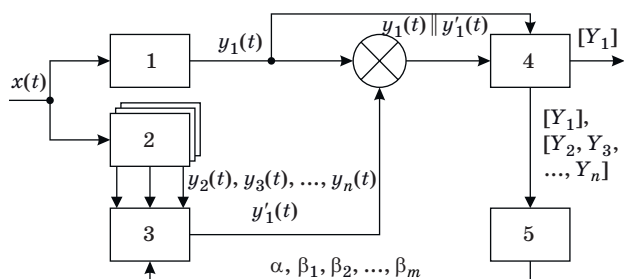 y₁(t) y₁(t) ∥ y′₁(t) [Y₁]
x(t) 1 4
2 [Y₁],
[Y₂, Y₃,
..., Yₙ]
y₂(t), y₃(t), ..., yₙ(t)
y′₁(t)
3 5
α, β₁, β₂, ..., βₘ